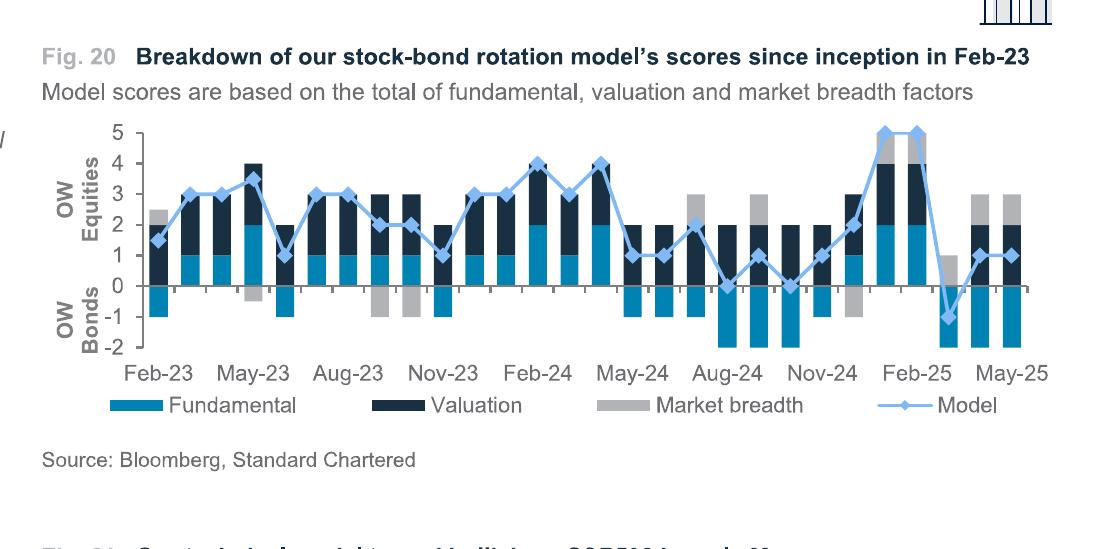 Fig. 20 Breakdown of our stock-bond rotation model's scores since inception in Feb-23
Model scores are based on the total of fundamental, valuation and market breadth factors
OW Equities
OW Bonds
5
4
3
2
1
0
-1
-2
Feb-23 May-23 Aug-23 Nov-23 Feb-24 May-24 Aug-24 Nov-24 Feb-25 May-25
Fundamental Valuation Market breadth Model
Source: Bloomberg, Standard Chartered